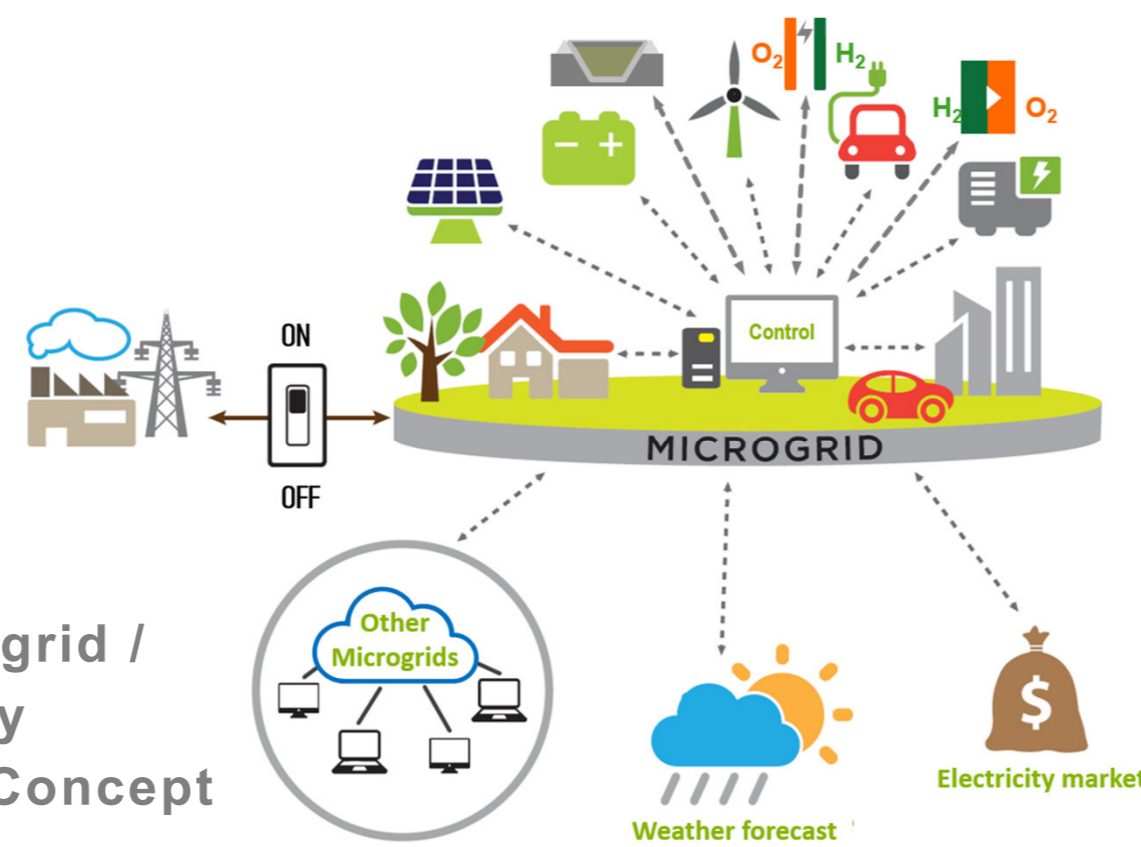 O₂
H₂
H₂
O₂
ON
Control
MICROGRID
OFF
Other
Microgrids
grid /
y
Concept
Electricity market
Weather forecast
$